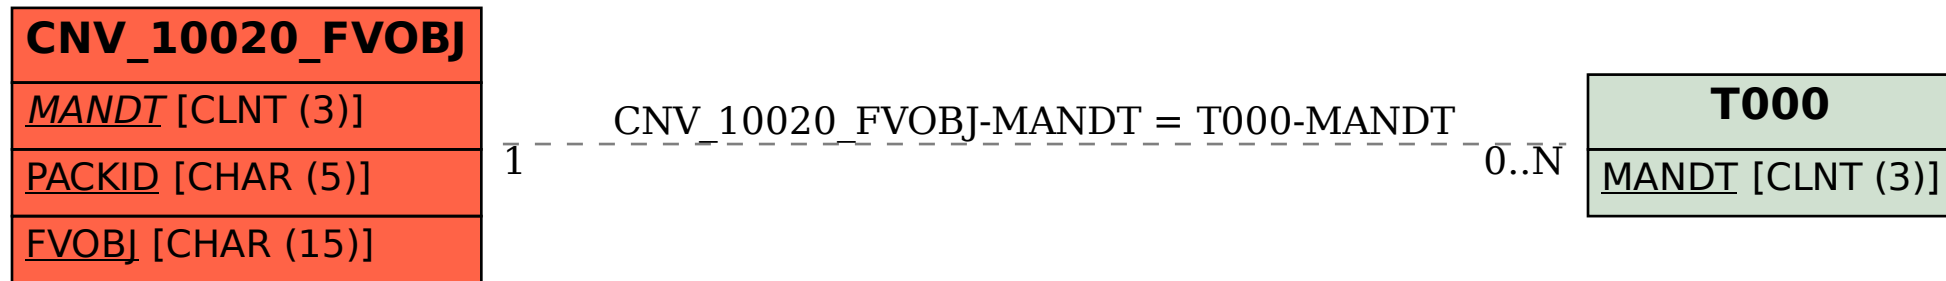 CNV_10020_FVOBJ
MANDT [CLNT (3)]
PACKID [CHAR (5)]
FVOBJ [CHAR (15)]
CNV_10020_FVOBJ-MANDT = T000-MANDT
1
0..N
T000
MANDT [CLNT (3)]